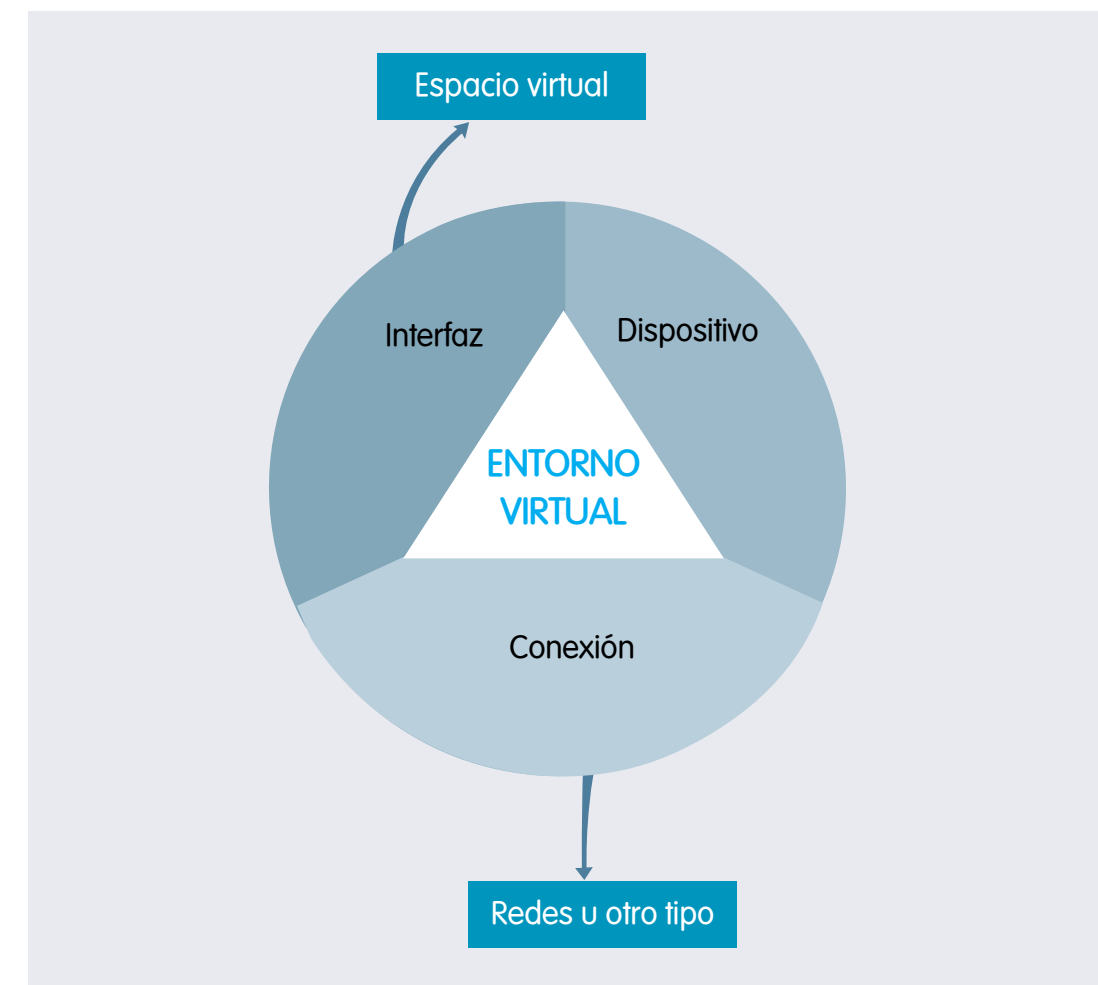 Espacio virtual
Interfaz
Dispositivo
ENTORNO
VIRTUAL
Conexión
Redes u otro tipo